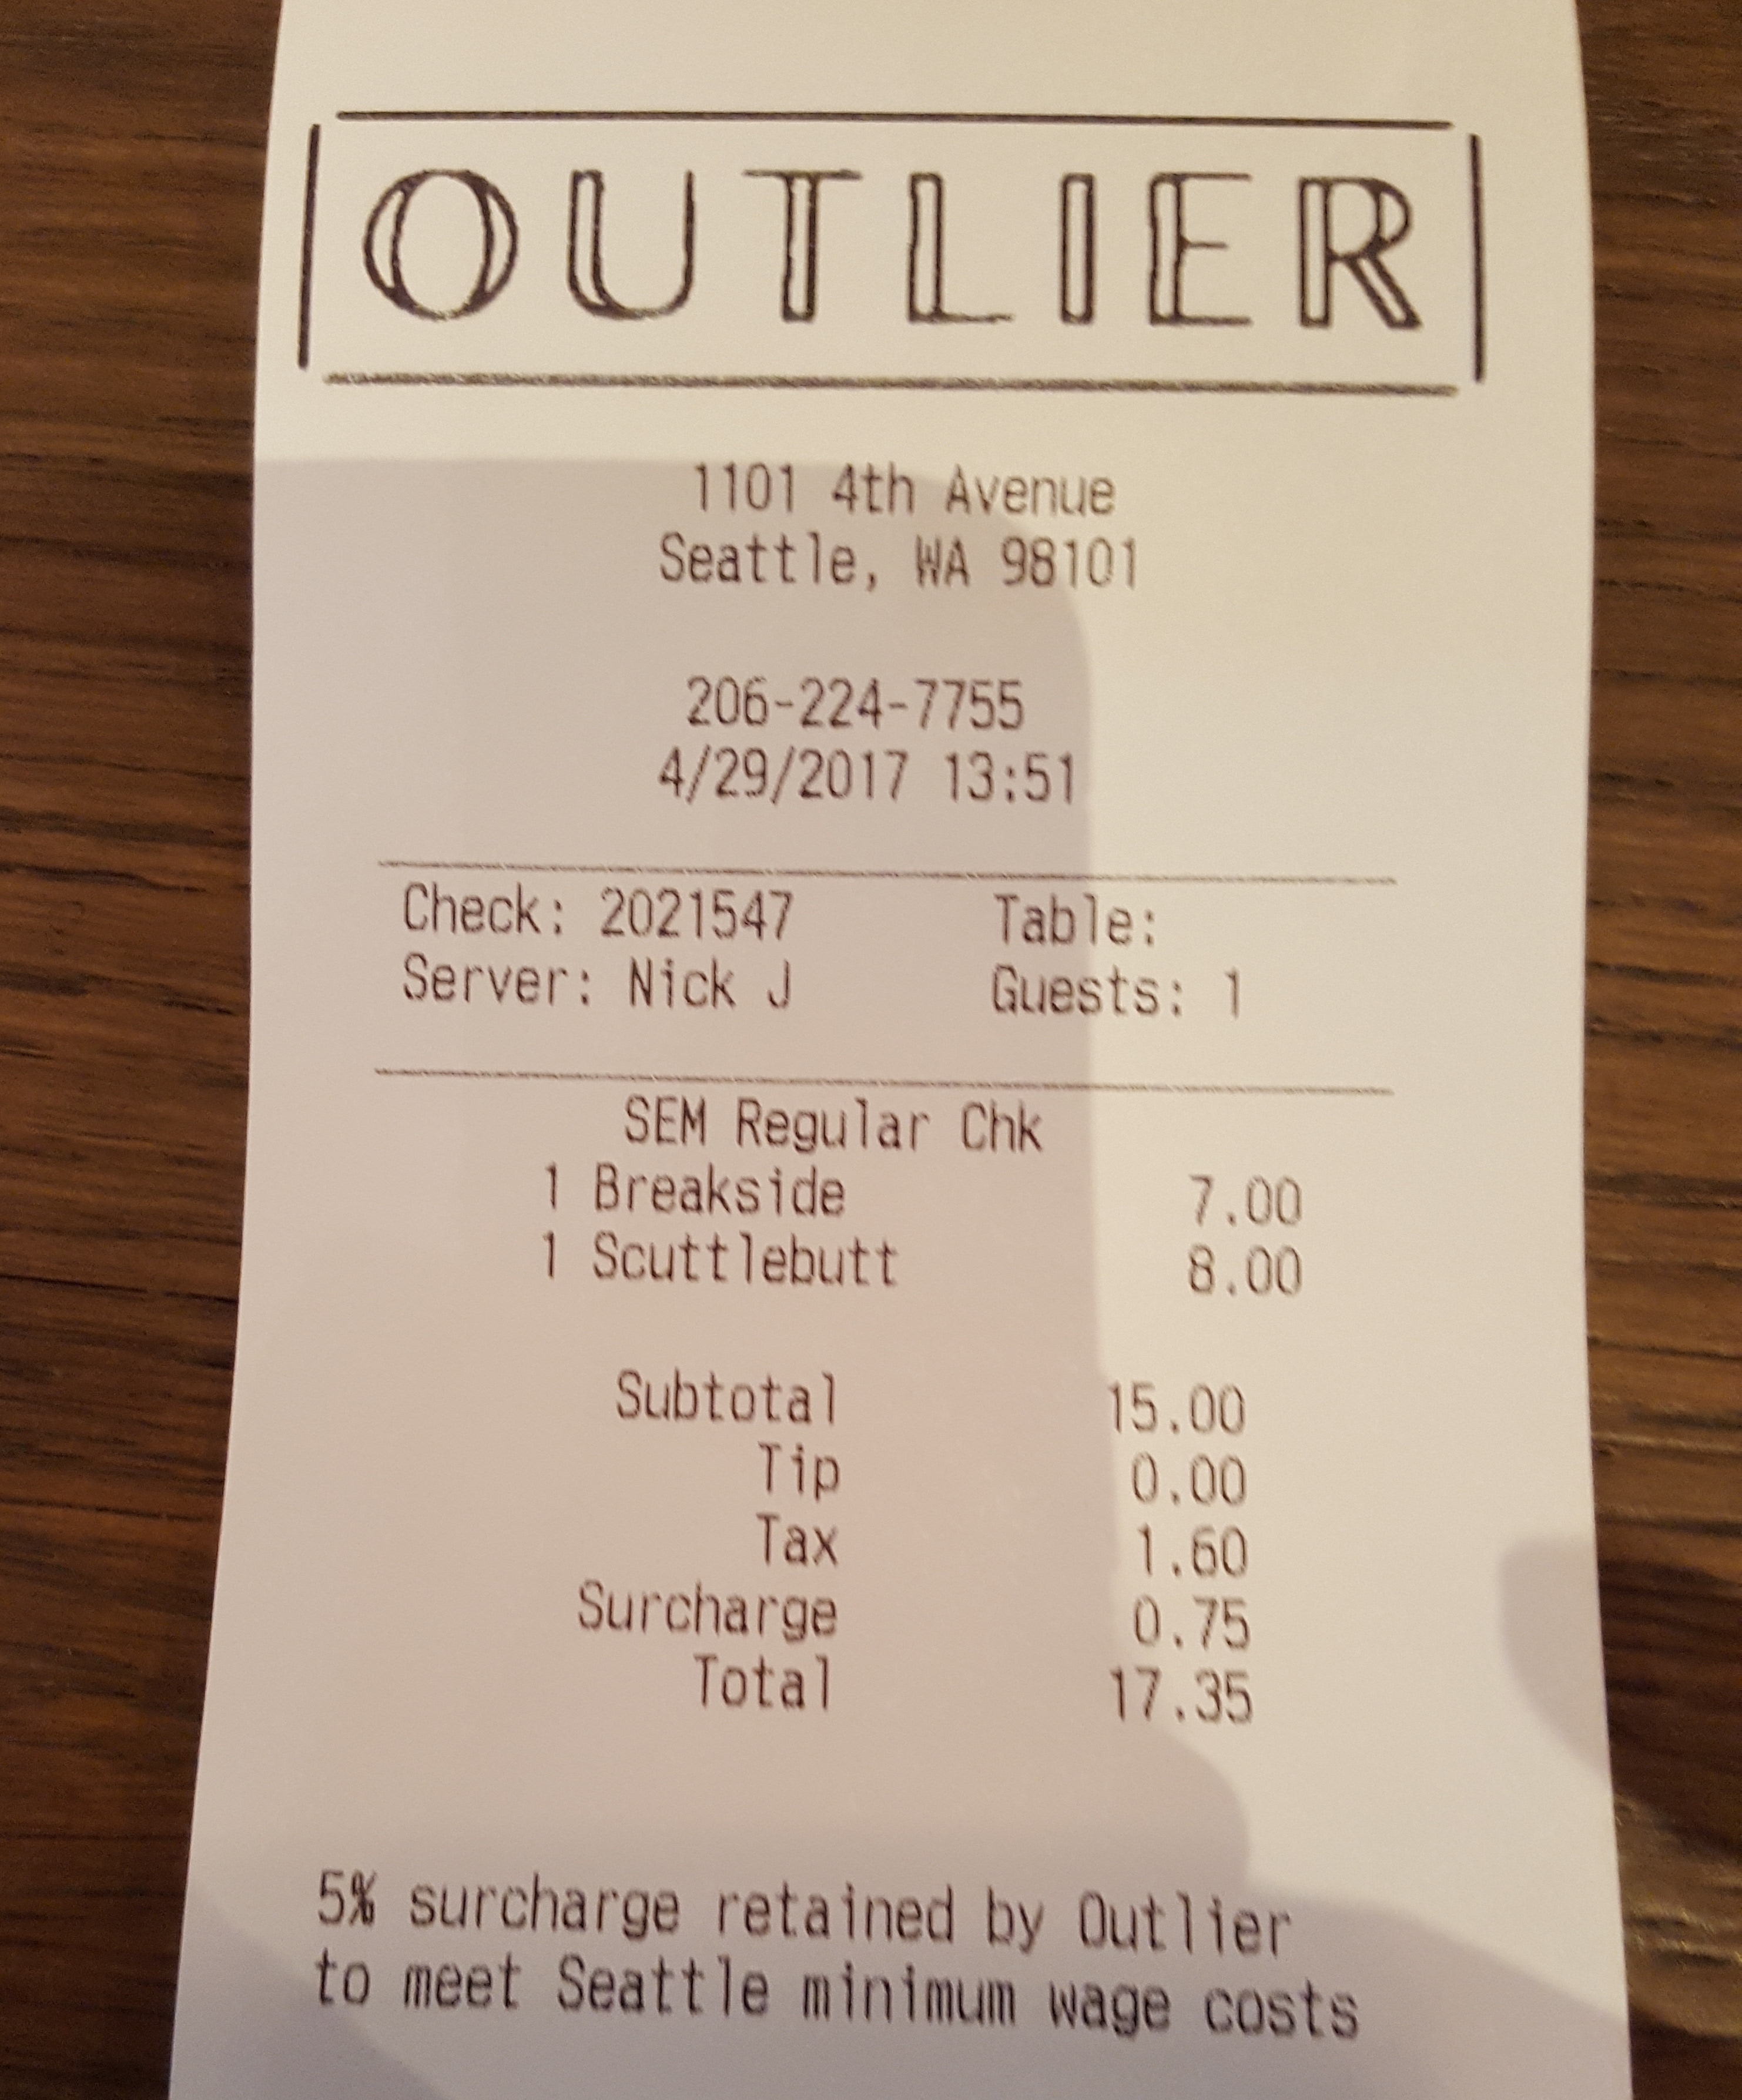 OUTLIER
1101 4th Avenue
Seattle, WA 98101
206-224-7755
4/29/2017 13:51
Check: 2021547 Table:
Server: Nick J Guests: 1
SEM Regular Chk
1 Breakside 7.00
1 Scuttlebutt 8.00
Subtotal 15.00
Tip 0.00
Tax 1.60
Surcharge 0.75
Total 17.35
5% surcharge retained by Outlier
to meet Seattle minimum wage costs